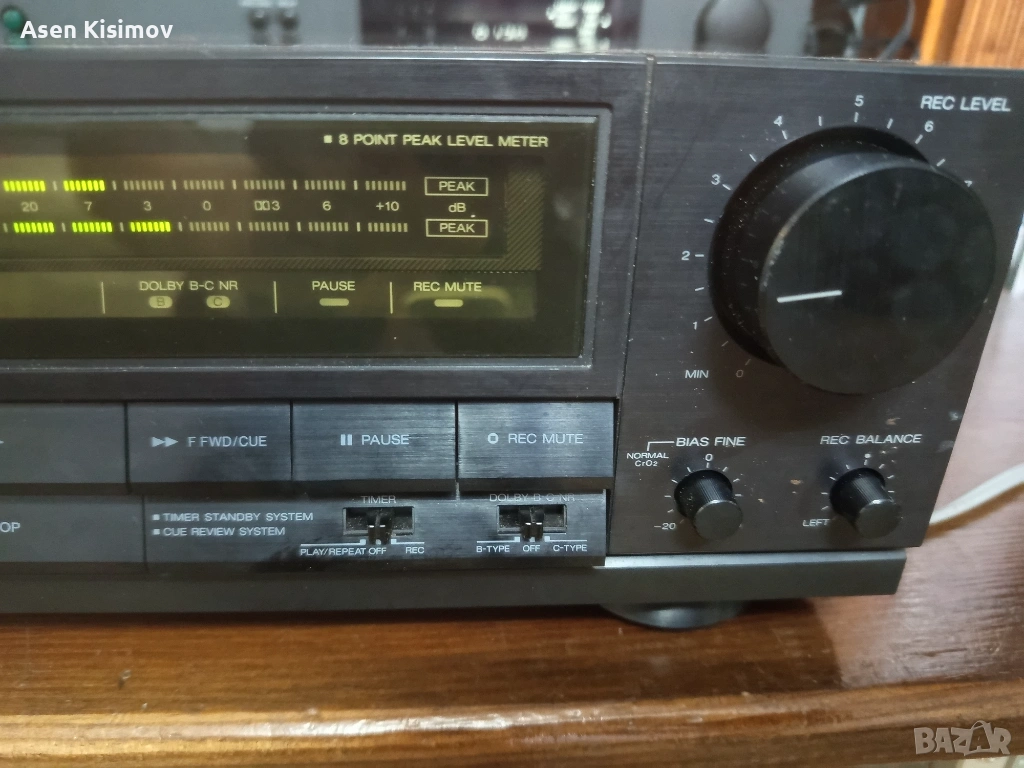 Asen Kisimov
REC LEVEL
8 POINT PEAK LEVEL METER
PEAK
20 7 3 0 3 6 +10 dB
PEAK
DOLBY B-C NR PAUSE REC MUTE
B C
5
4 6
3 7
2
1
MIN 0
F FWD/CUE PAUSE REC MUTE
BIAS FINE
NORMAL 0
CrO2
-20
REC BALANCE
LEFT
OP
TIMER STANDBY SYSTEM
CUE REVIEW SYSTEM
TIMER
PLAY/REPEAT OFF REC
DOLBY B-C NR
B-TYPE OFF C-TYPE
BAZAR